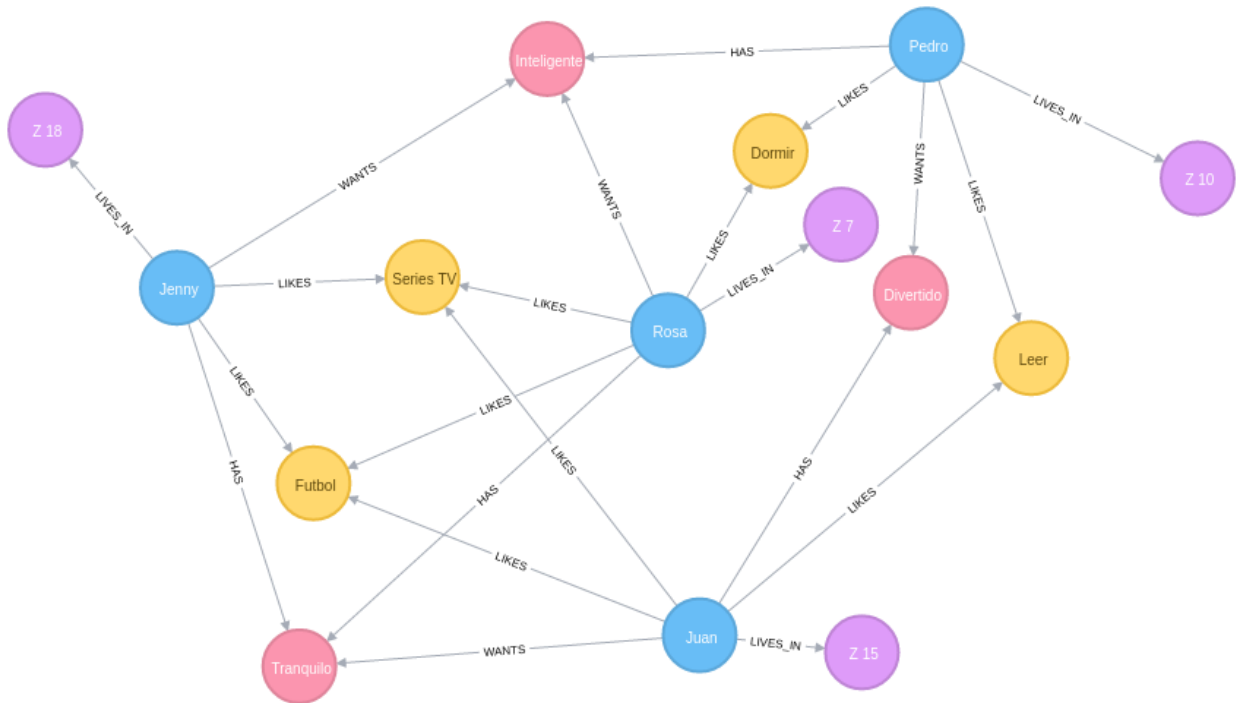 Pedro
HAS
Inteligente
LIKES
LIVES_IN
Z 18
Dormir
WANTS
Z 10
WANTS
LIKES
WANTS
LIVES_IN
Z 7
LIKES
LIVES_IN
Series TV
Jenny
LIKES
Divertido
LIKES
Rosa
Leer
LIKES
LIKES
HAS
LIKES
HAS
Futbol
HAS
LIKES
LIKES
Juan
LIVES_IN
Z 15
WANTS
Tranquilo